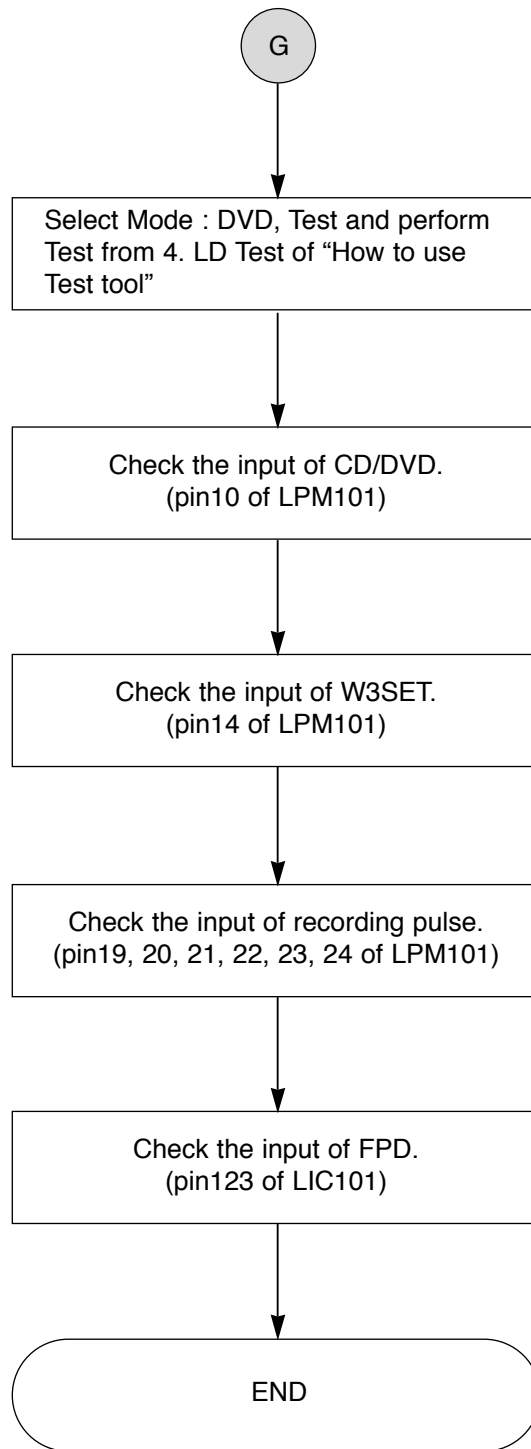 G
Select Mode : DVD, Test and perform
Test from 4. LD Test of “How to use
Test tool”
Check the input of CD/DVD.
(pin10 of LPM101)
Check the input of W3SET.
(pin14 of LPM101)
Check the input of recording pulse.
(pin19, 20, 21, 22, 23, 24 of LPM101)
Check the input of FPD.
(pin123 of LIC101)
END